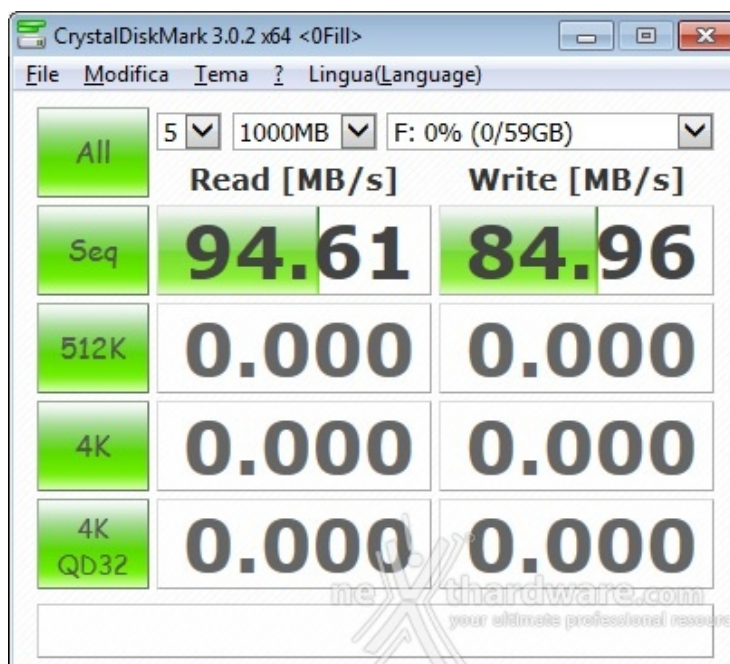 CrystalDiskMark 3.0.2 x64 <0Fill>
File Modifica Tema ? Lingua(Language)
All 5 1000MB F: 0% (0/59GB)
Read [MB/s] Write [MB/s]
Seq 94.61 84.96
512K 0.000 0.000
4K 0.000 0.000
4K QD32 0.000 0.000
nexthardware.com
your ultimate professional resource